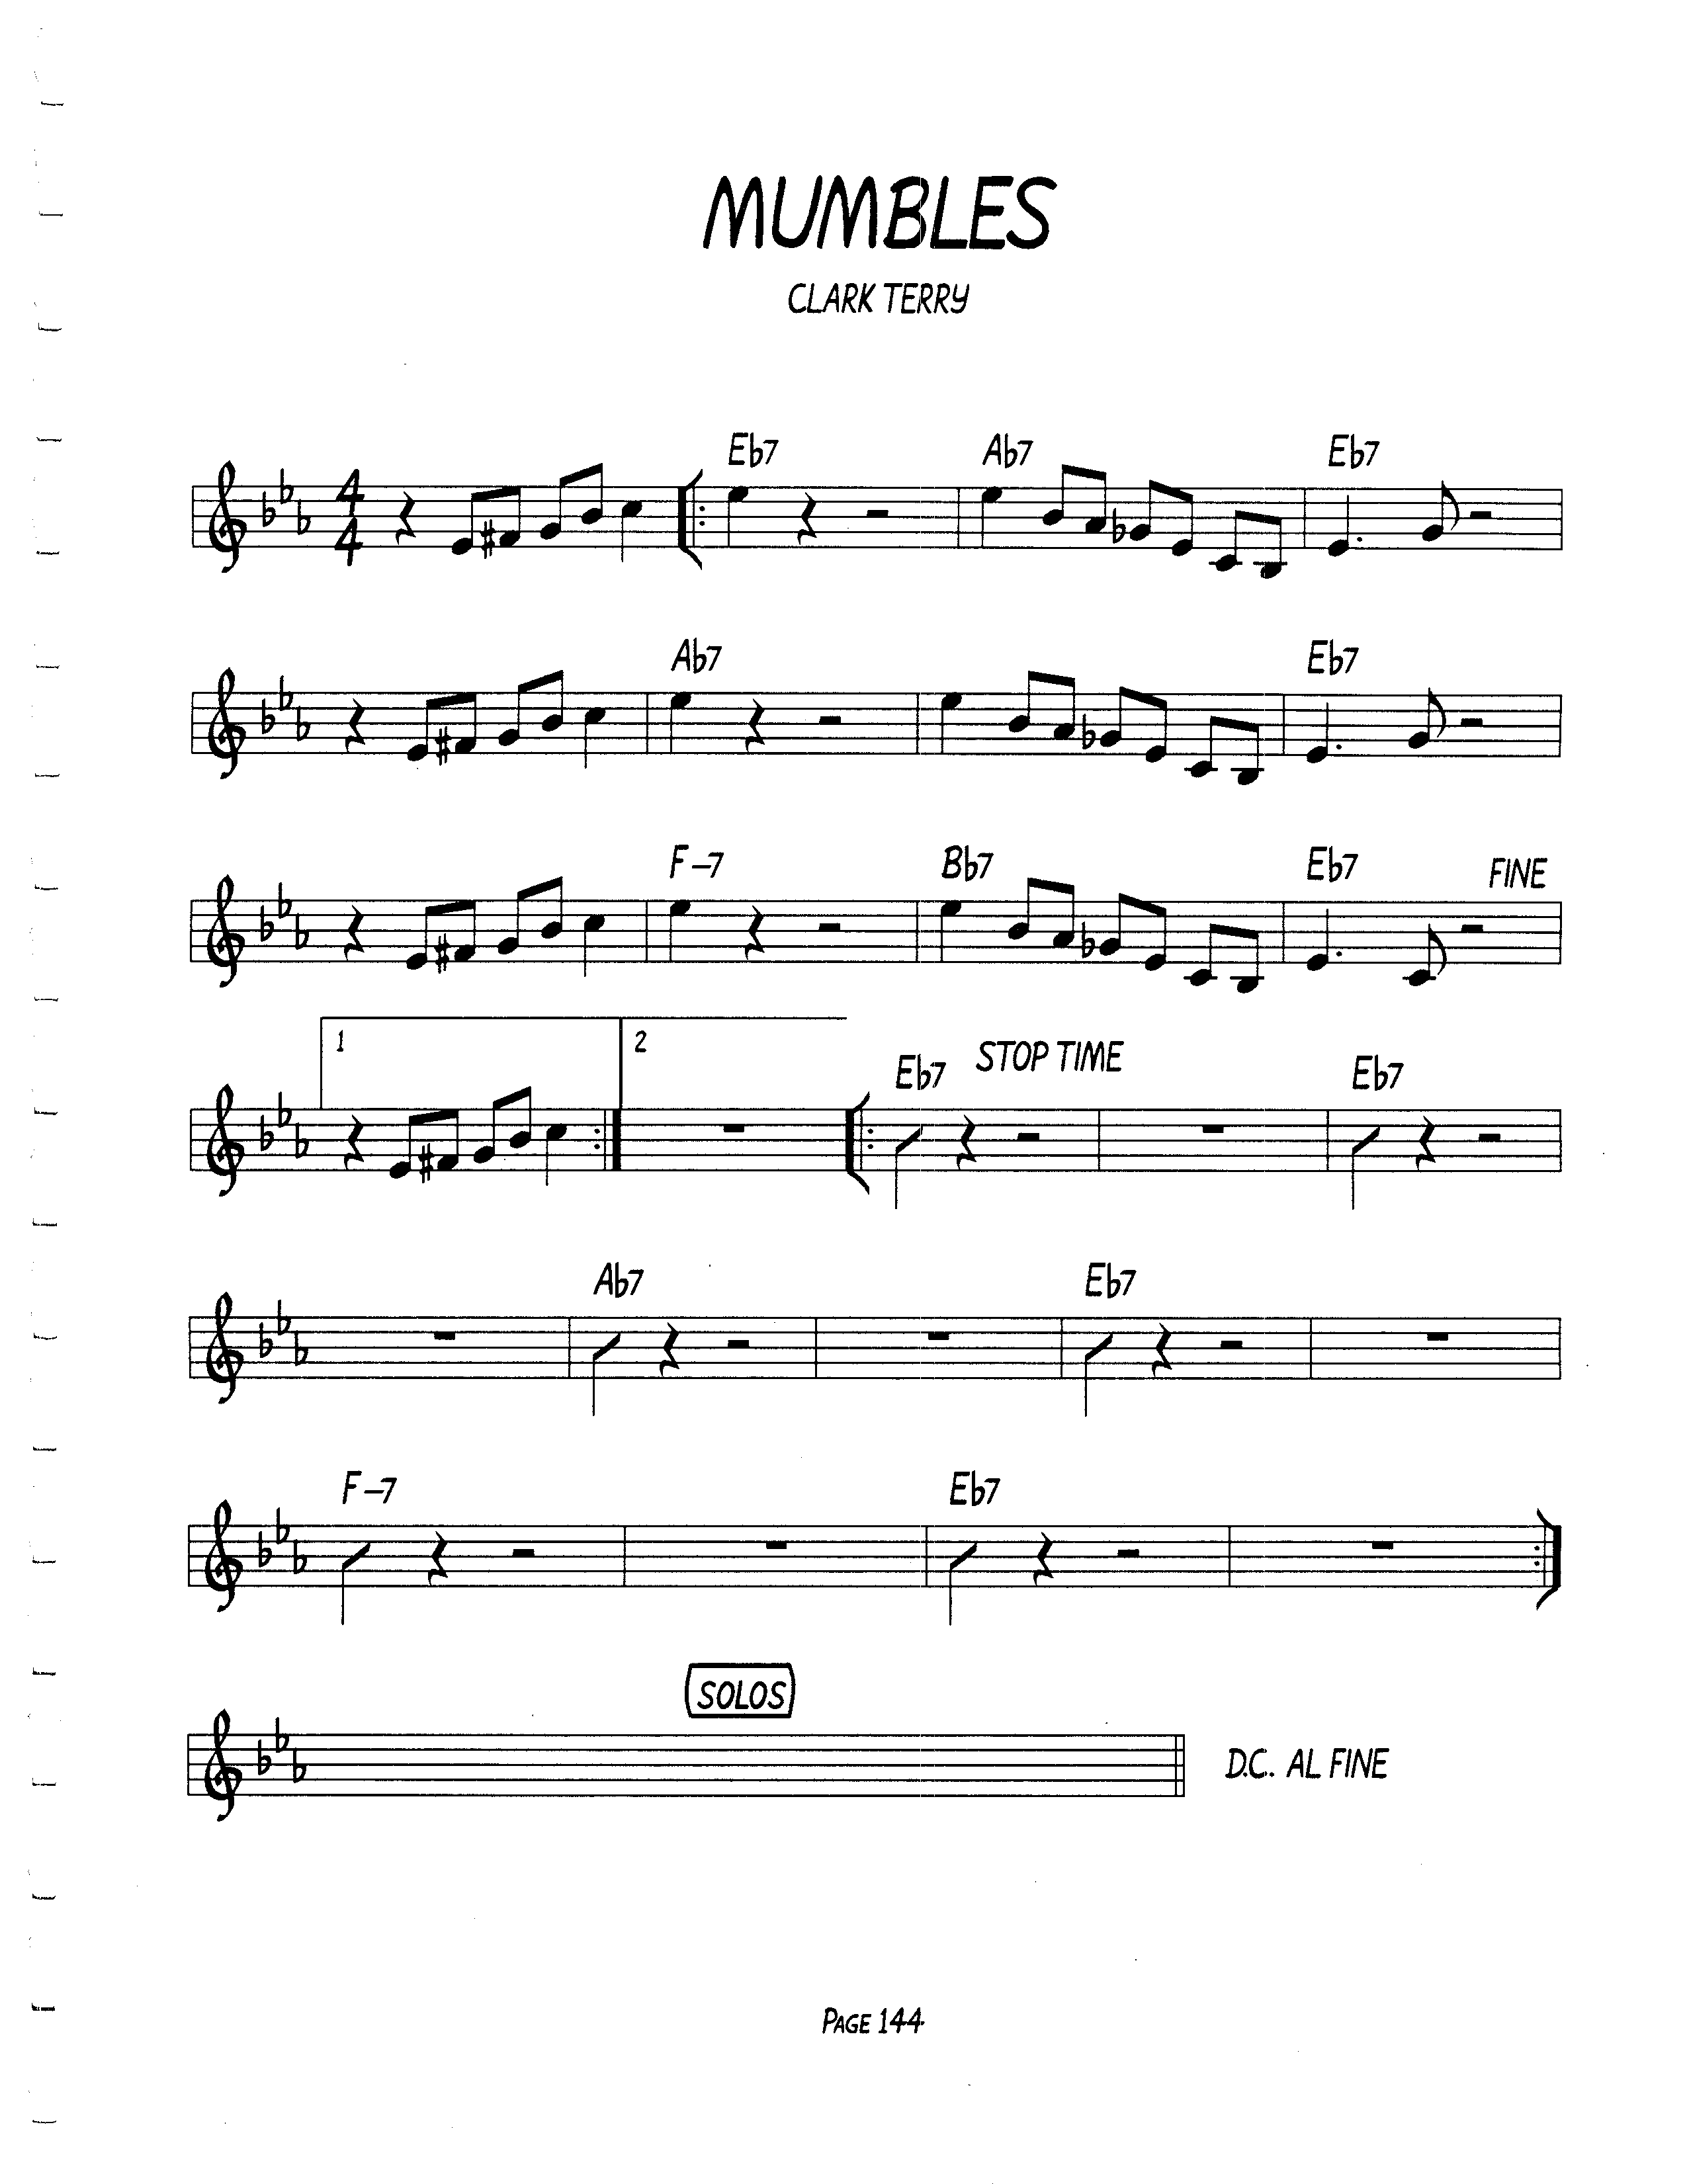 MUMBLES
CLARK TERRY
Eb7 Ab7 Eb7
4
4
Ab7 Eb7
F-7 Bb7 Eb7 FINE
1 2 Eb7 STOP TIME Eb7
Ab7 Eb7
F-7 Eb7
SOLOS
D.C. AL FINE
PAGE 144